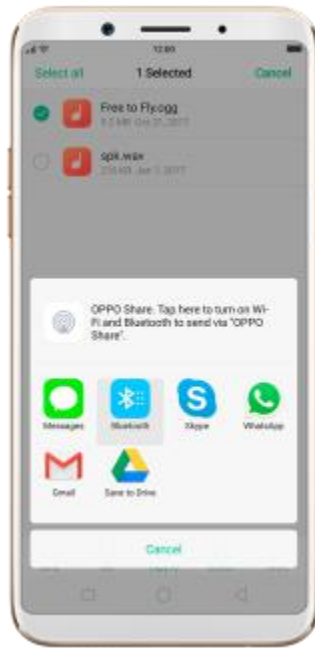 12:00
Select all 1 Selected Cancel
Free to Fly.ogg
spk.wav
OPPO Share. Tap here to turn on Wi-
Fi and Bluetooth to send via "OPPO
Share".
Messages Bluetooth Skype WhatsApp
Gmail Save to Drive
Cancel